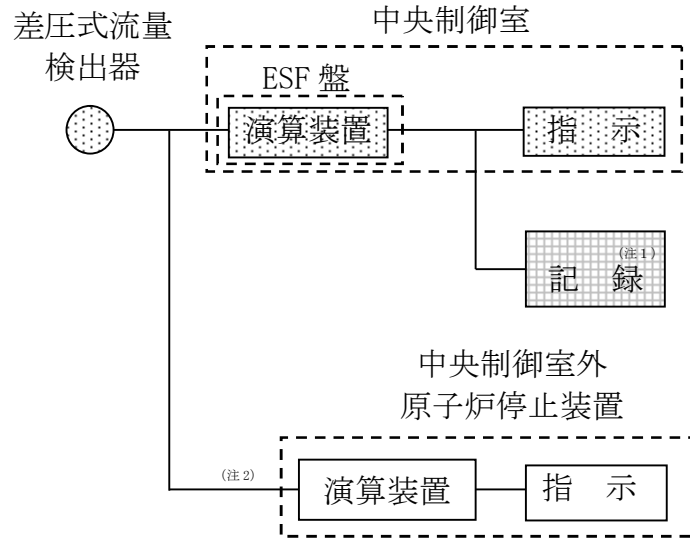 差圧式流量
検出器
中央制御室
ESF 盤
演算装置
指 示
(注1)
記 録
中央制御室外
原子炉停止装置
(注2)
演算装置
指 示